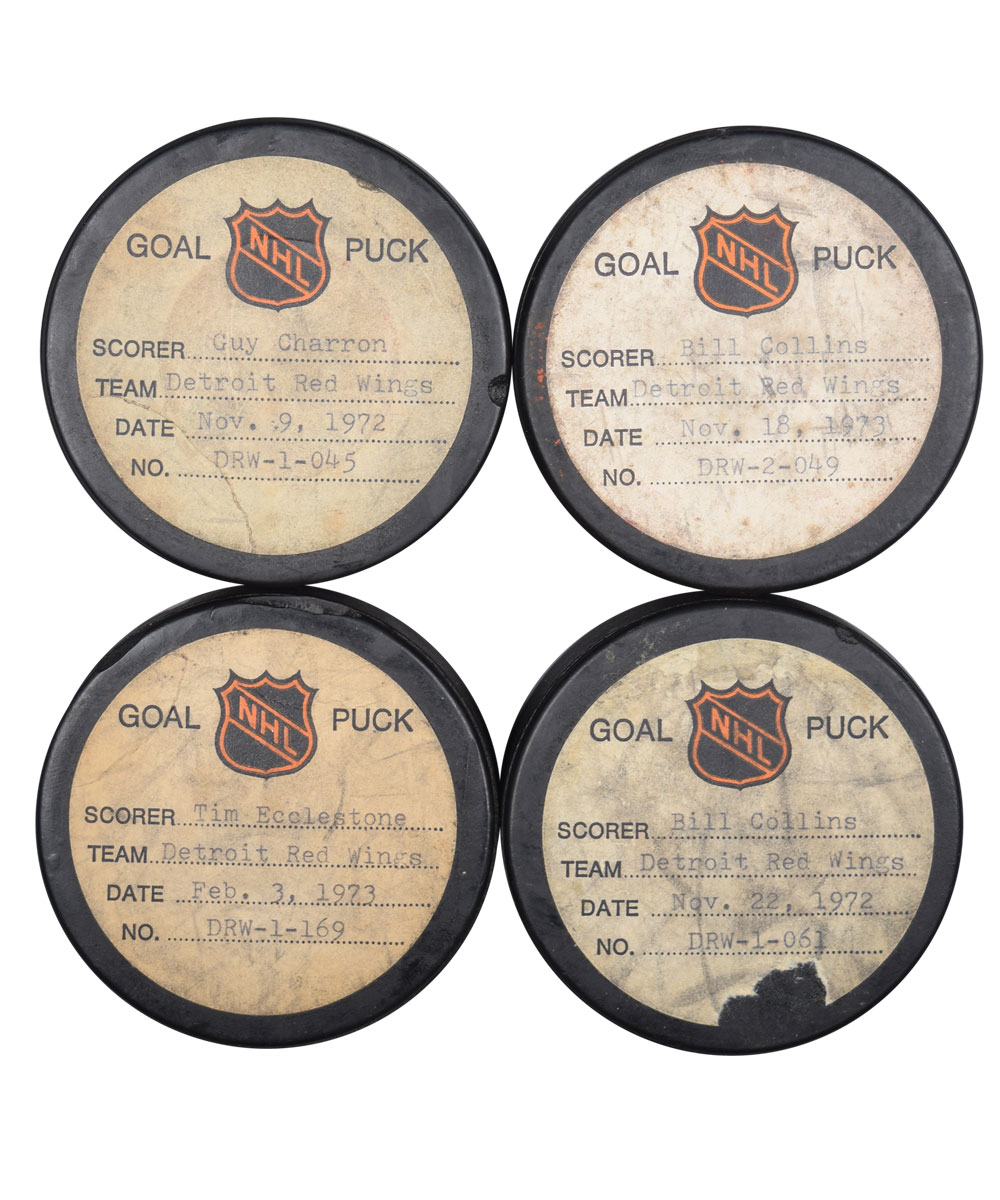 GOAL NHL PUCK
SCORER Guy Charron
TEAM Detroit Red Wings
DATE Nov. 9, 1972
NO. DRW-1-045
GOAL NHL PUCK
SCORER Bill Collins
TEAM Detroit Red Wings
DATE Nov. 18, 1973
NO. DRW-2-049
GOAL NHL PUCK
SCORER Tim Ecclestone
TEAM Detroit Red Wings
DATE Feb. 3, 1973
NO. DRW-1-169
GOAL NHL PUCK
SCORER Bill Collins
TEAM Detroit Red Wings
DATE Nov. 22, 1972
NO. DRW-1-061